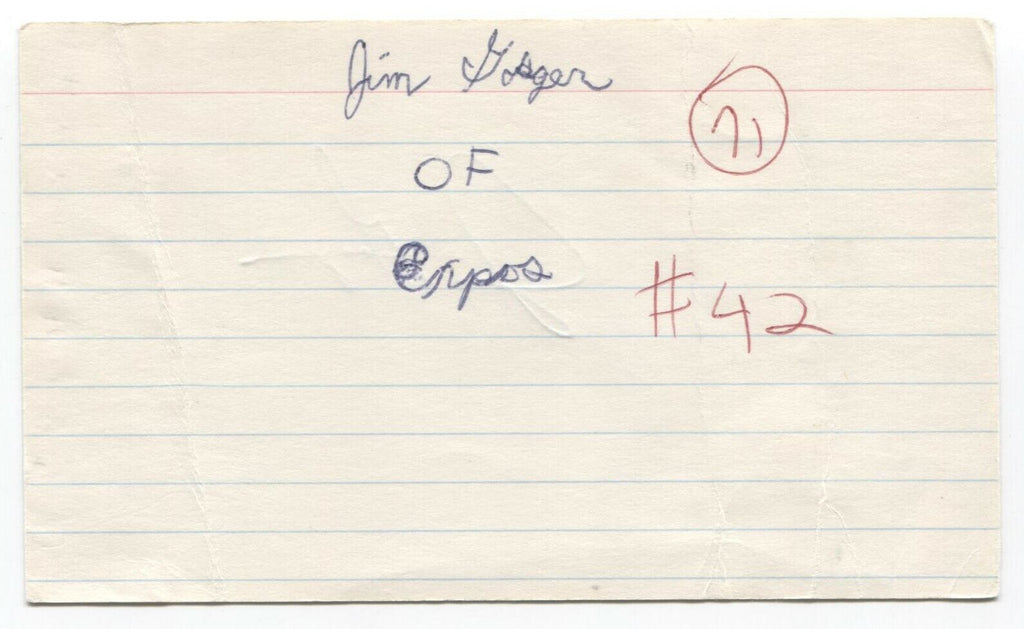 Jim Gosger
71
OF
Expos
#42